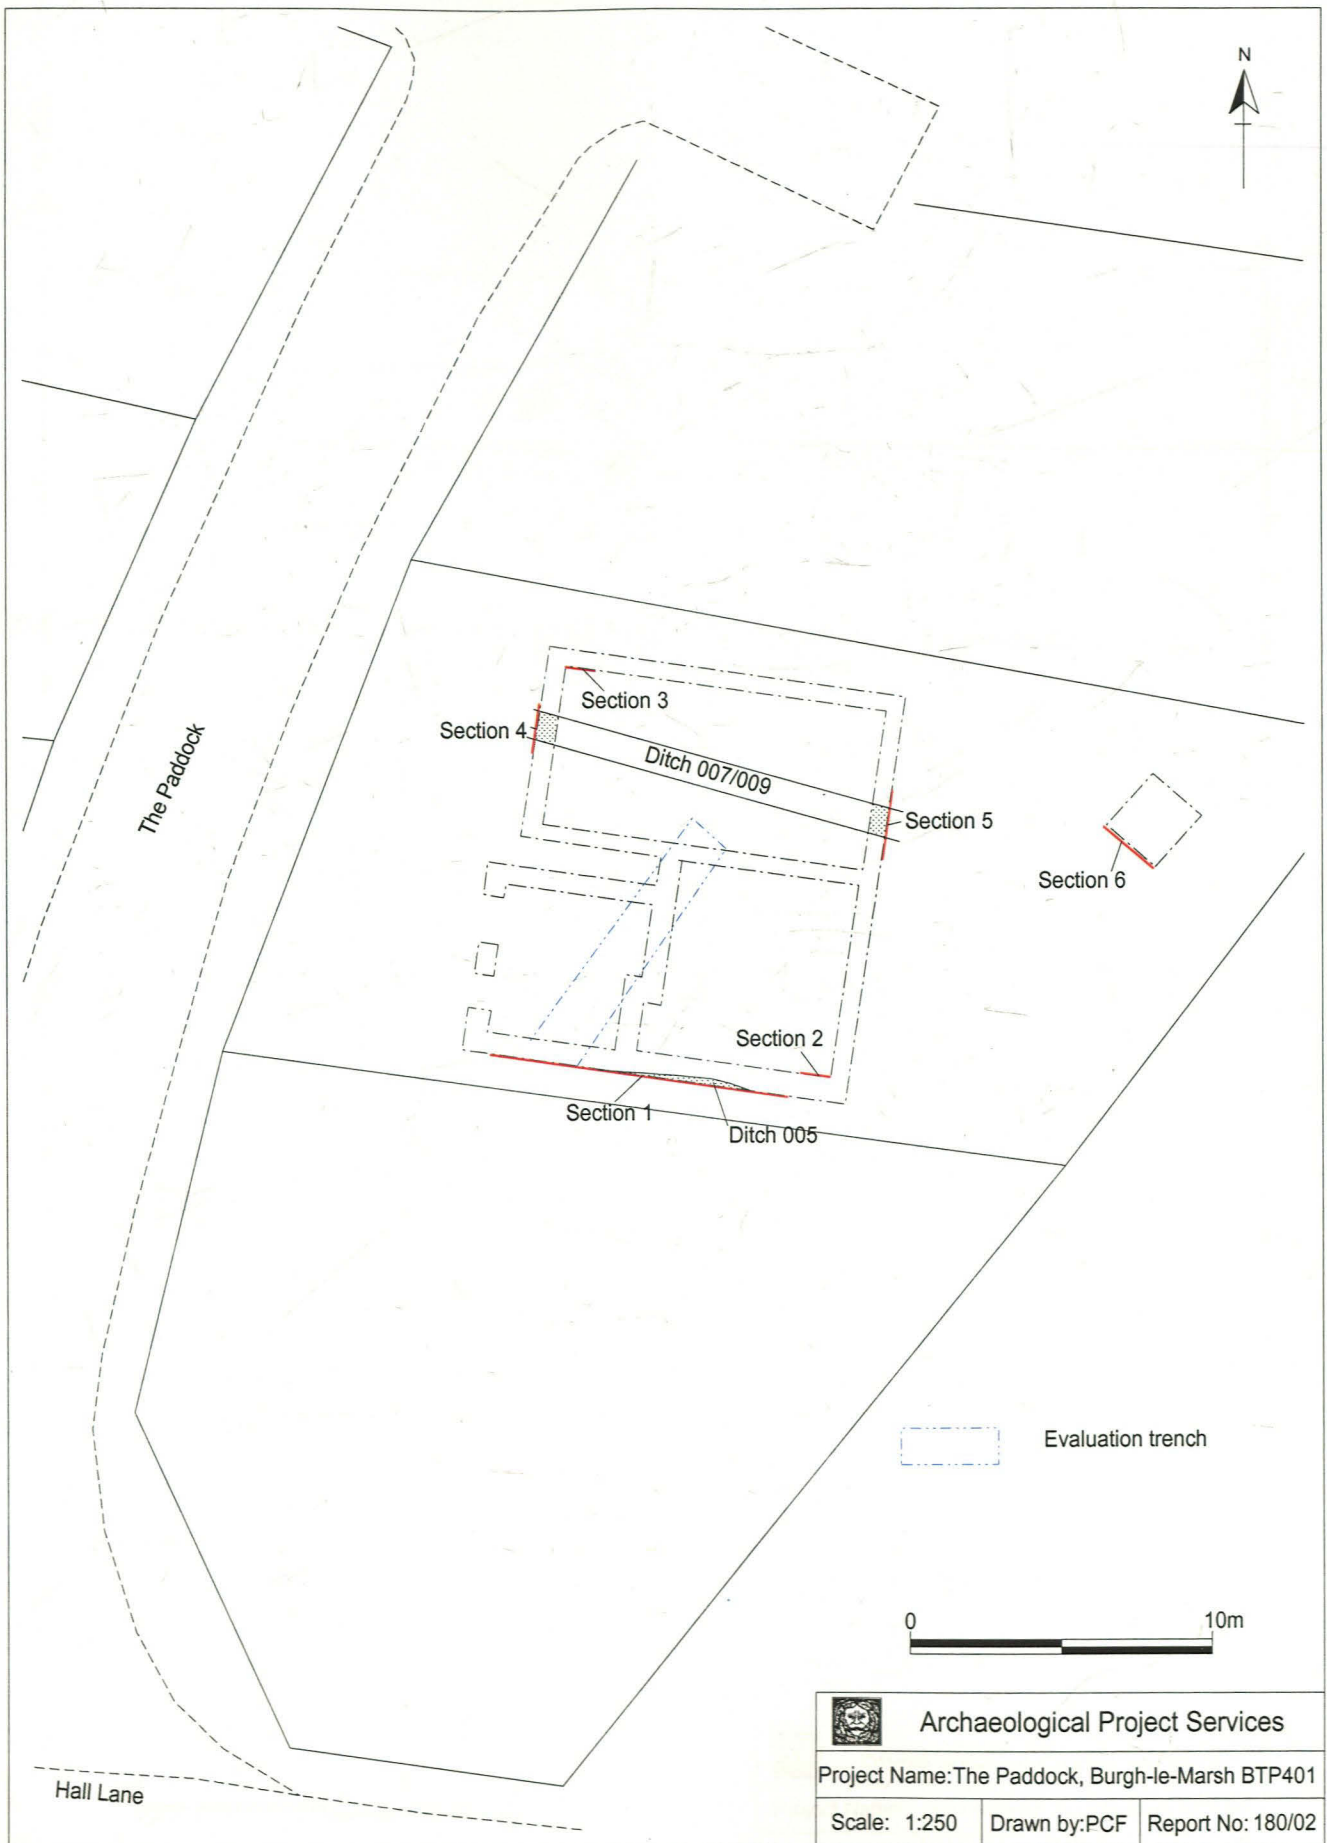 N
Section 3
Section 4
Ditch 007/009
The Paddock
Section 5
Section 6
Section 2
Section 1
Ditch 005
Evaluation trench
0 10m
Archaeological Project Services
Project Name:The Paddock, Burgh-le-Marsh BTP401
Scale: 1:250 Drawn by:PCF Report No: 180/02
Hall Lane